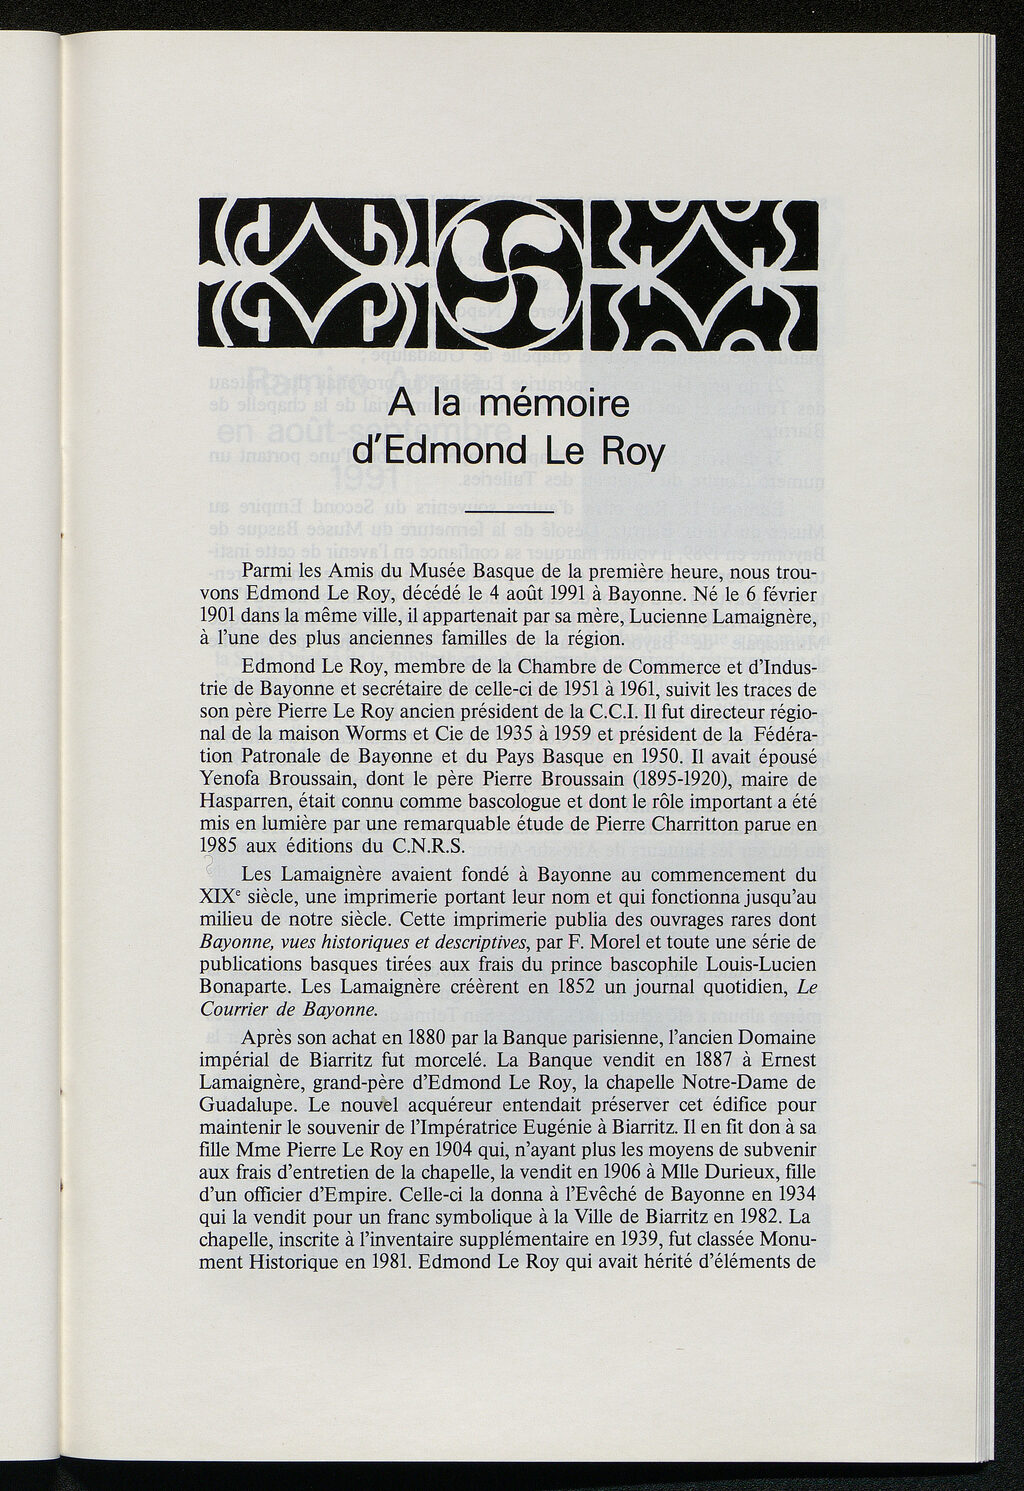 A la mémoire
d'Edmond Le Roy
Parmi les Amis du Musée Basque de la première heure, nous trou-
vons Edmond Le Roy, décédé le 4 août 1991 à Bayonne. Né le 6 février
1901 dans la même ville, il appartenait par sa mère, Lucienne Lamaignère,
à l'une des plus anciennes familles de la région.
Edmond Le Roy, membre de la Chambre de Commerce et d'Indus-
trie de Bayonne et secrétaire de celle-ci de 1951 à 1961, suivit les traces de
son père Pierre Le Roy ancien président de la C.C.I. Il fut directeur régio-
nal de la maison Worms et Cie de 1935 à 1959 et président de la Fédéra-
tion Patronale de Bayonne et du Pays Basque en 1950. Il avait épousé
Yenofa Broussain, dont le père Pierre Broussain (1895-1920), maire de
Hasparren, était connu comme bascologue et dont le rôle important a été
mis en lumière par une remarquable étude de Pierre Charritton parue en
1985 aux éditions du C.N.R.S.
Les Lamaignère avaient fondé à Bayonne au commencement du
XIXe siècle, une imprimerie portant leur nom et qui fonctionna jusqu'au
milieu de notre siècle. Cette imprimerie publia des ouvrages rares dont
Bayonne, vues historiques et descriptives, par F. Morel et toute une série de
publications basques tirées aux frais du prince bascophile Louis-Lucien
Bonaparte. Les Lamaignère créèrent en 1852 un journal quotidien, Le
Courrier de Bayonne.
Après son achat en 1880 par la Banque parisienne, l'ancien Domaine
impérial de Biarritz fut morcelé. La Banque vendit en 1887 à Ernest
Lamaignère, grand-père d'Edmond Le Roy, la chapelle Notre-Dame de
Guadalupe. Le nouvel acquéreur entendait préserver cet édifice pour
maintenir le souvenir de l'Impératrice Eugénie à Biarritz. Il en fit don à sa
fille Mme Pierre Le Roy en 1904 qui, n'ayant plus les moyens de subvenir
aux frais d'entretien de la chapelle, la vendit en 1906 à Mlle Durieux, fille
d'un officier d'Empire. Celle-ci la donna à l'Evêché de Bayonne en 1934
qui la vendit pour un franc symbolique à la Ville de Biarritz en 1982. La
chapelle, inscrite à l'inventaire supplémentaire en 1939, fut classée Monu-
ment Historique en 1981. Edmond Le Roy qui avait hérité d'éléments de